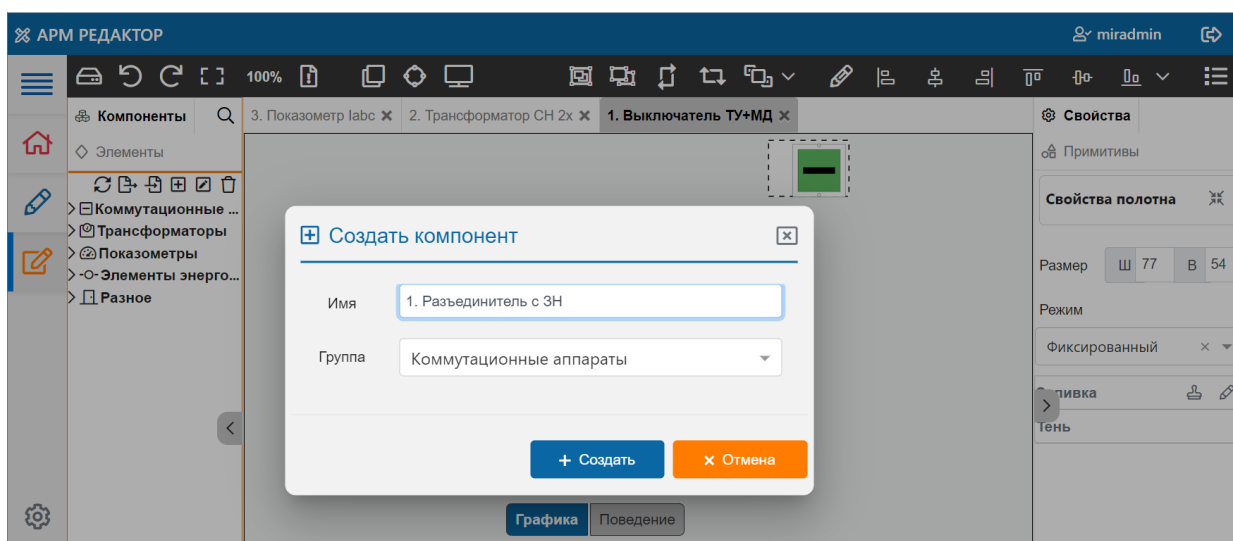 АРМ РЕДАКТОР
miradmin
100%
Компоненты
3. Показометр Iabc
2. Трансформатор СН 2х
1. Выключатель ТУ+МД
Свойства
Элементы
Примитивы
Коммутационные ...
Трансформаторы
Показометры
Элементы энерго...
Разное
Создать компонент
Имя
1. Разъединитель с ЗН
Группа
Коммутационные аппараты
+ Создать
Отмена
Свойства полотна
Размер
Ш 77
В 54
Режим
Фиксированный
Тень
Графика
Поведение